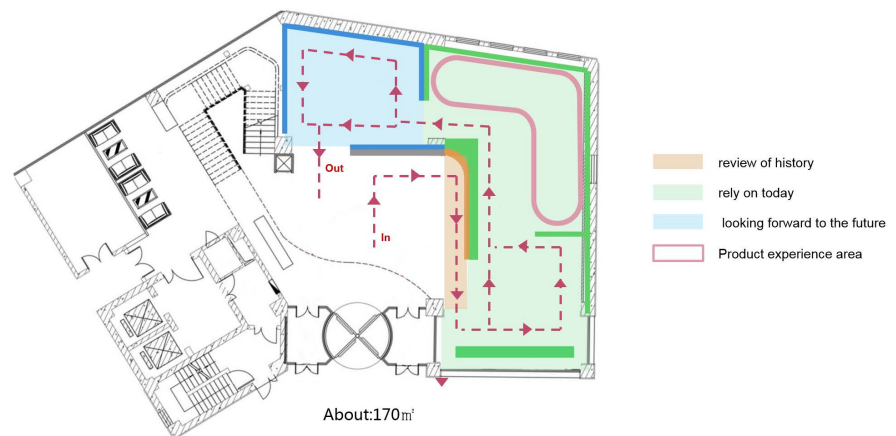 Out
In
review of history
rely on today
looking forward to the future
Product experience area
About:170㎡